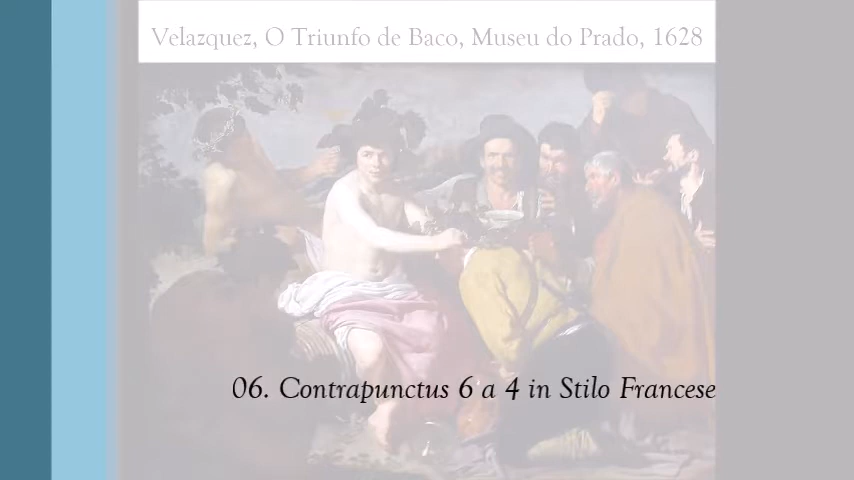 Velazquez, O Triunfo de Baco, Museu do Prado, 1628
06. Contrapunctus 6 a 4 in Stilo Francese